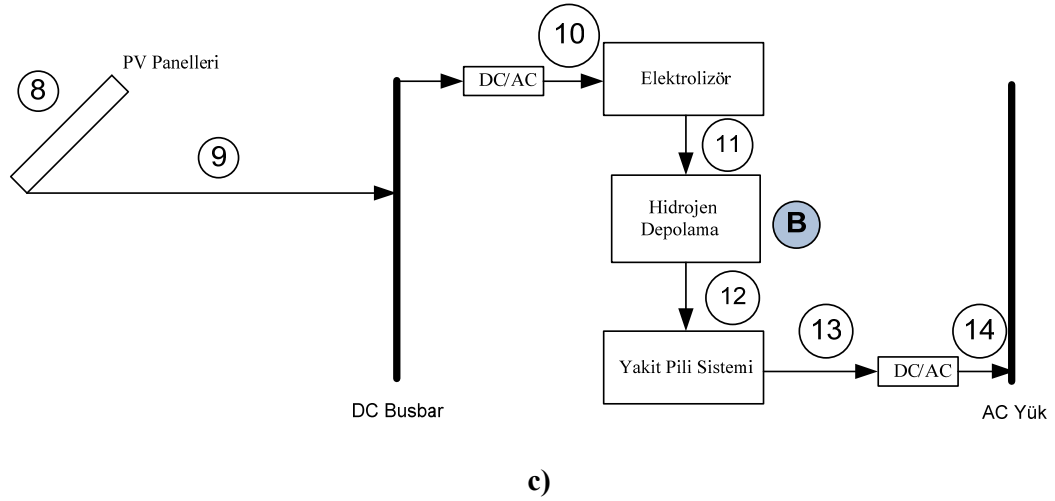 10
PV Panelleri
8
DC/AC
Elektrolizör
9
11
Hidrojen
Depolama
B
12
13
14
Yakit Pili Sistemi
DC/AC
DC Busbar
AC Yük
c)